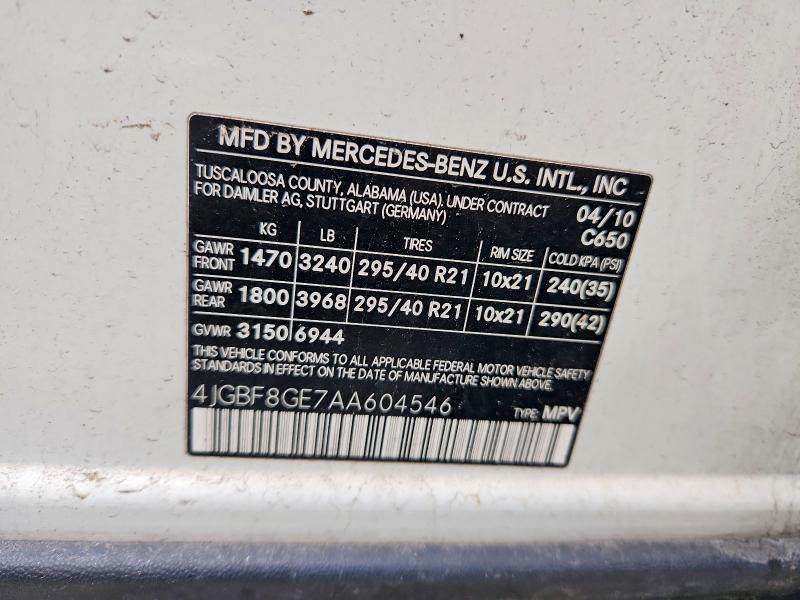 MFD BY MERCEDES-BENZ U.S. INTL., INC
TUSCALOOSA COUNTY, ALABAMA (USA). UNDER CONTRACT 04/10
FOR DAIMLER AG, STUTTGART (GERMANY) C650
KG LB TIRES RIM SIZE COLD KPA (PSI)
GAWR FRONT 1470 3240 295/40 R21 10x21 240(35)
GAWR REAR 1800 3968 295/40 R21 10x21 290(42)
GVWR 3150 6944
THIS VEHICLE CONFORMS TO ALL APPLICABLE FEDERAL MOTOR VEHICLE SAFETY
STANDARDS IN EFFECT ON THE DATE OF MANUFACTURE SHOWN ABOVE.
4JGBF8GE7AA604546 TYPE: MPV